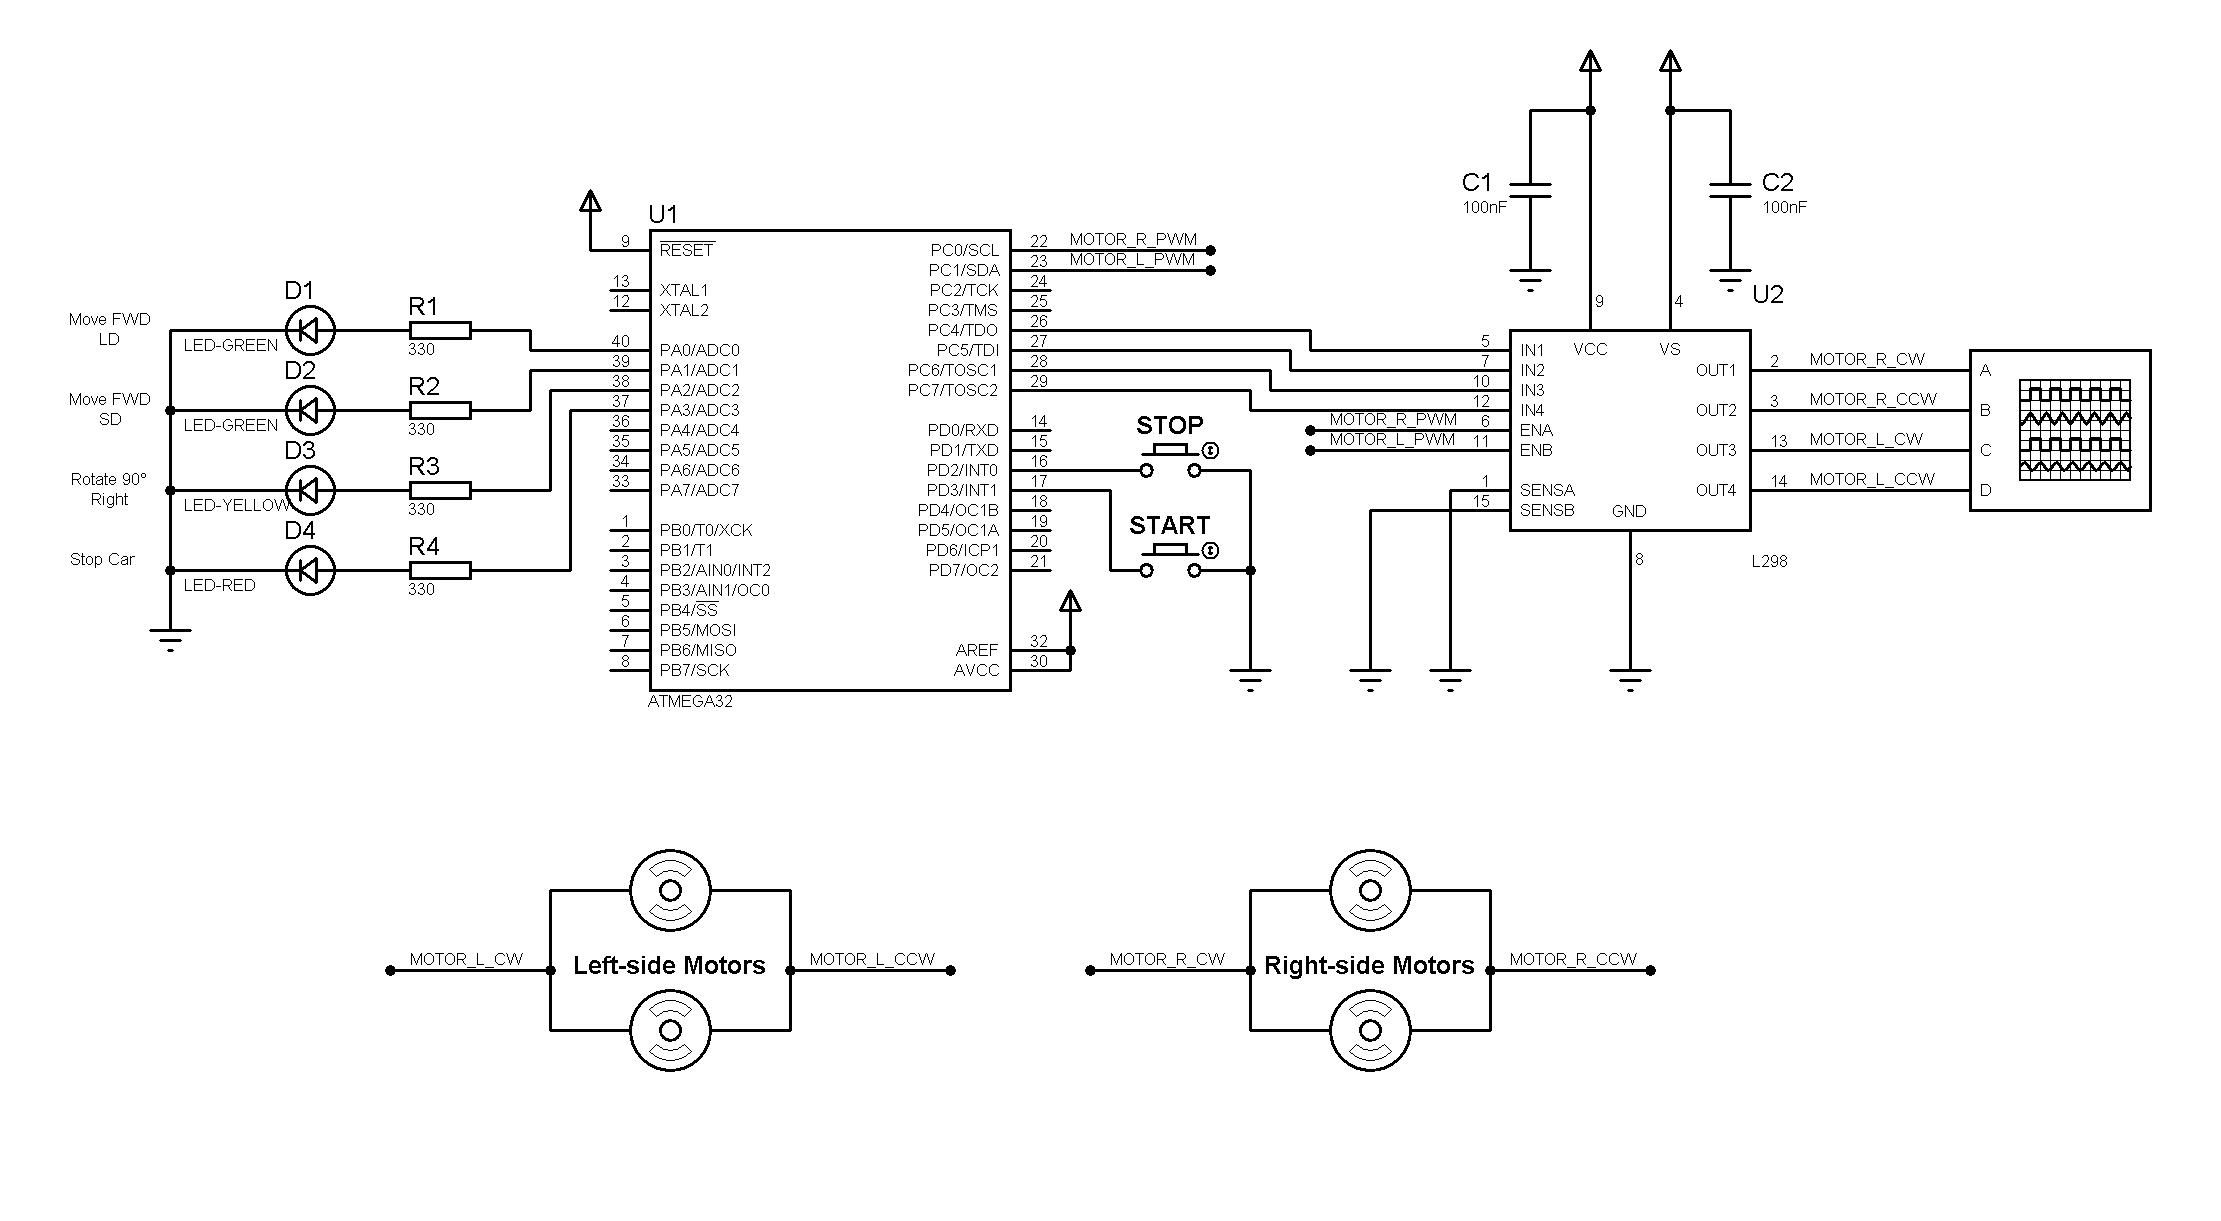 Move FWD
LD
D1
LED-GREEN
R1
330
Move FWD
SD
D2
LED-GREEN
R2
330
Rotate 90°
Right
D3
LED-YELLOW
R3
330
Stop Car
D4
LED-RED
R4
330
U1
9 RESET
13 XTAL1
12 XTAL2
40 PA0/ADC0
39 PA1/ADC1
38 PA2/ADC2
37 PA3/ADC3
36 PA4/ADC4
35 PA5/ADC5
34 PA6/ADC6
33 PA7/ADC7
1 PB0/T0/XCK
2 PB1/T1
3 PB2/AIN0/INT2
4 PB3/AIN1/OC0
5 PB4/SS
6 PB5/MOSI
7 PB6/MISO
8 PB7/SCK
PC0/SCL 22 MOTOR_R_PWM
PC1/SDA 23 MOTOR_L_PWM
PC2/TCK 24
PC3/TMS 25
PC4/TDO 26
PC5/TDI 27
PC6/TOSC1 28
PC7/TOSC2 29
PD0/RXD 14
PD1/TXD 15
PD2/INT0 16
PD3/INT1 17
PD4/OC1B 18
PD5/OC1A 19
PD6/ICP1 20
PD7/OC2 21
AREF 32
AVCC 30
ATMEGA32
STOP
START
C1
100nF
C2
100nF
U2
9
4
VCC
VS
5 IN1
7 IN2
10 IN3
12 IN4
MOTOR_R_PWM 6 ENA
MOTOR_L_PWM 11 ENB
1 SENSA
15 SENSB
GND
8
OUT1 2 MOTOR_R_CW A
OUT2 3 MOTOR_R_CCW B
OUT3 13 MOTOR_L_CW C
OUT4 14 MOTOR_L_CCW D
L298
MOTOR_L_CW
Left-side Motors
MOTOR_L_CCW
MOTOR_R_CW
Right-side Motors
MOTOR_R_CCW